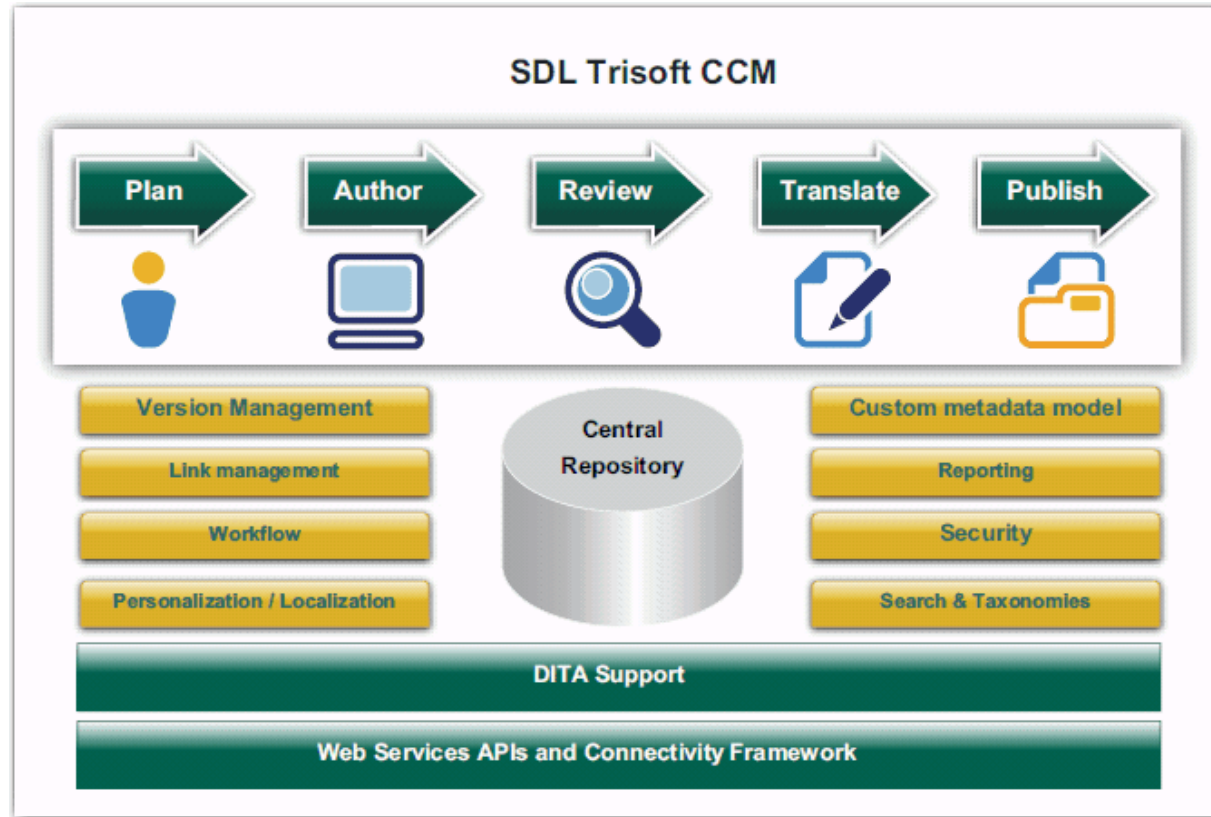 SDL Trisoft CCM
Plan
Author
Review
Translate
Publish
Version Management
Link management
Workflow
Personalization / Localization
Central
Repository
Custom metadata model
Reporting
Security
Search & Taxonomies
DITA Support
Web Services APIs and Connectivity Framework